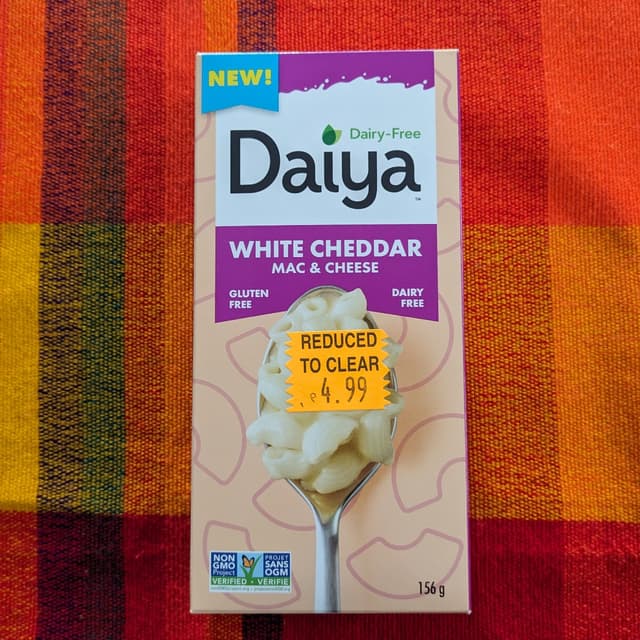 NEW!
Dairy-Free
Daiya
™
WHITE CHEDDAR
MAC & CHEESE
GLUTEN
FREE
DAIRY
FREE
REDUCED
TO CLEAR
4.99
NON
GMO
Project
VERIFIED
PROJET
SANS
OGM
VÉRIFIÉ
156 g